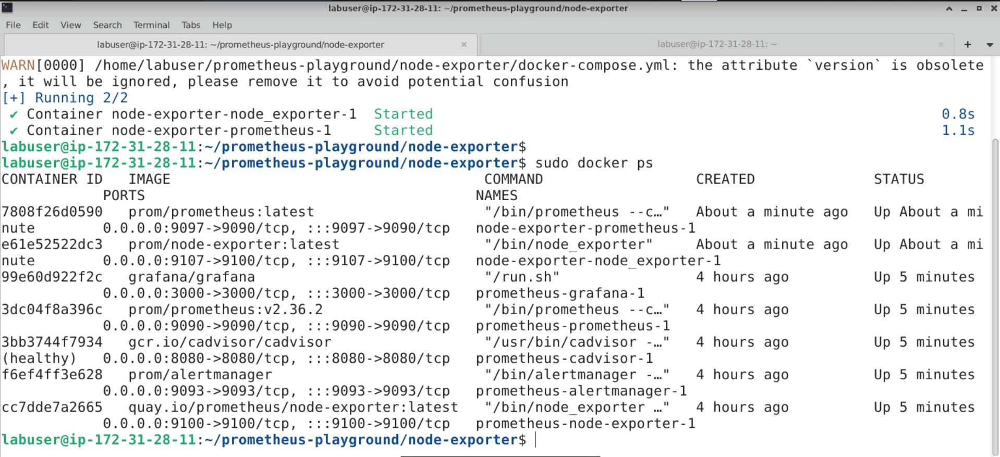 labuser@ip-172-31-28-11: ~/prometheus-playground/node-exporter
File Edit View Search Terminal Tabs Help
labuser@ip-172-31-28-11: ~/prometheus-playground/node-exporter × labuser@ip-172-31-28-11: ~ ×
WARN[0000] /home/labuser/prometheus-playground/node-exporter/docker-compose.yml: the attribute `version` is obsolete
, it will be ignored, please remove it to avoid potential confusion
[+] Running 2/2
 ✔ Container node-exporter-node_exporter-1  Started 0.8s
 ✔ Container node-exporter-prometheus-1     Started 1.1s
labuser@ip-172-31-28-11:~/prometheus-playground/node-exporter$
labuser@ip-172-31-28-11:~/prometheus-playground/node-exporter$ sudo docker ps
CONTAINER ID   IMAGE                                     COMMAND                  CREATED              STATUS
            PORTS                                       NAMES
7808f26d0590   prom/prometheus:latest                    "/bin/prometheus --c…"   About a minute ago   Up About a mi
nute        0.0.0.0:9097->9090/tcp, :::9097->9090/tcp   node-exporter-prometheus-1
e61e52522dc3   prom/node-exporter:latest                 "/bin/node_exporter"     About a minute ago   Up About a mi
nute        0.0.0.0:9107->9100/tcp, :::9107->9100/tcp   node-exporter-node_exporter-1
99e60d922f2c   grafana/grafana                           "/run.sh"                4 hours ago          Up 5 minutes
            0.0.0.0:3000->3000/tcp, :::3000->3000/tcp   prometheus-grafana-1
3dc04f8a396c   prom/prometheus:v2.36.2                   "/bin/prometheus --c…"   4 hours ago          Up 5 minutes
            0.0.0.0:9090->9090/tcp, :::9090->9090/tcp   prometheus-prometheus-1
3bb3744f7934   gcr.io/cadvisor/cadvisor                  "/usr/bin/cadvisor -…"   4 hours ago          Up 5 minutes
(healthy)   0.0.0.0:8080->8080/tcp, :::8080->8080/tcp   prometheus-cadvisor-1
f6ef4ff3e628   prom/alertmanager                         "/bin/alertmanager -…"   4 hours ago          Up 5 minutes
            0.0.0.0:9093->9093/tcp, :::9093->9093/tcp   prometheus-alertmanager-1
cc7dde7a2665   quay.io/prometheus/node-exporter:latest   "/bin/node_exporter …"   4 hours ago          Up 5 minutes
            0.0.0.0:9100->9100/tcp, :::9100->9100/tcp   prometheus-node-exporter-1
labuser@ip-172-31-28-11:~/prometheus-playground/node-exporter$